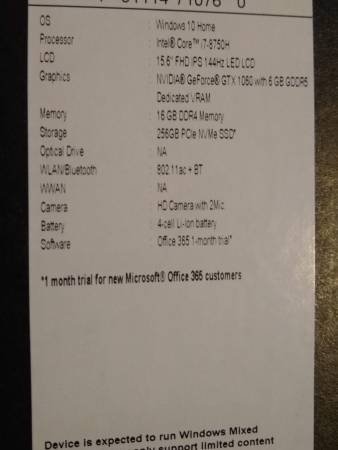 71076 0
OS : Windows 10 Home
Processor : Intel® Core™ i7-8750H
LCD : 15.6" FHD IPS 144Hz LED LCD
Graphics : NVIDIA® GeForce® GTX 1060 with 6 GB GDDR5
Dedicated VRAM
Memory : 16 GB DDR4 Memory
Storage : 256GB PCIe NVMe SSD*
Optical Drive : NA
WLAN/Bluetooth : 802.11ac + BT
WWAN : NA
Camera : HD Camera with 2Mic
Battery : 4-cell Li-Ion battery
Software : Office 365 1-month trial*
*1 month trial for new Microsoft® Office 365 customers
Device is expected to run Windows Mixed
support limited content